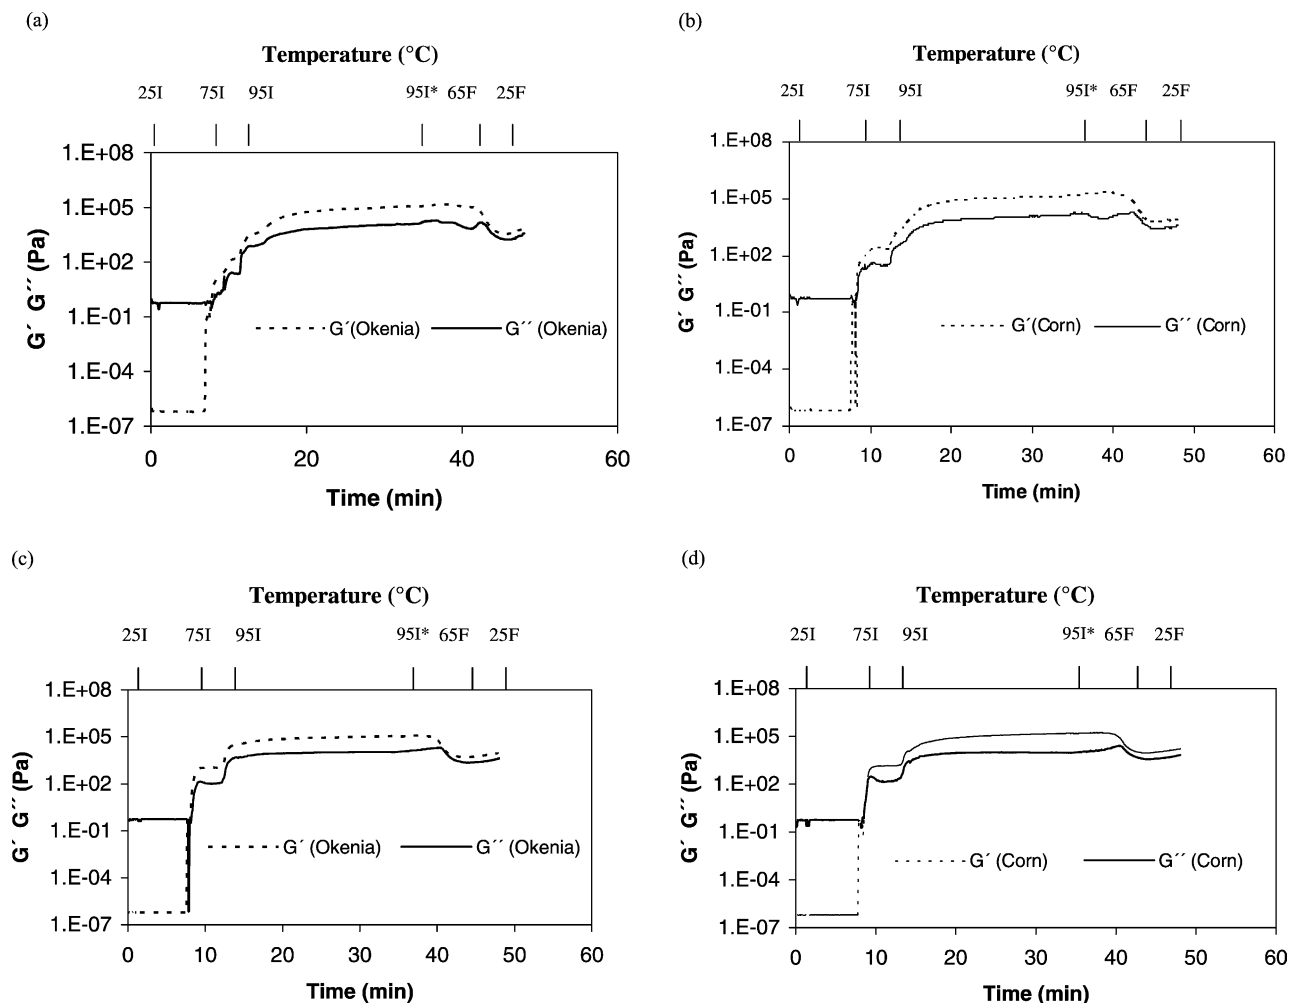 (a)
Temperature (°C)
25I 75I 95I 95I* 65F 25F
1.E+08
1.E+05
1.E+02
1.E-01
1.E-04
1.E-07
G´ G´´ (Pa)
G´(Okenia) G´´ (Okenia)
0 20 40 60
Time (min)
(b)
Temperature (°C)
25I 75I 95I 95I* 65F 25F
1.E+08
1.E+05
1.E+02
1.E-01
1.E-04
1.E-07
G´ G´´ (Pa)
G´(Corn) G´´ (Corn)
0 10 20 30 40 50 60
Time (min)
(c)
Temperature (°C)
25I 75I 95I 95I* 65F 25F
1.E+08
1.E+05
1.E+02
1.E-01
1.E-04
1.E-07
G´ G´´ (Pa)
G´ (Okenia) G´´ (Okenia)
0 10 20 30 40 50 60
Time (min)
(d)
Temperature (°C)
25I 75I 95I 95I* 65F 25F
1.E+08
1.E+05
1.E+02
1.E-01
1.E-04
1.E-07
G´ G´´ (Pa)
G´ (Corn) G´´ (Corn)
0 10 20 30 40 50 60
Time (min)